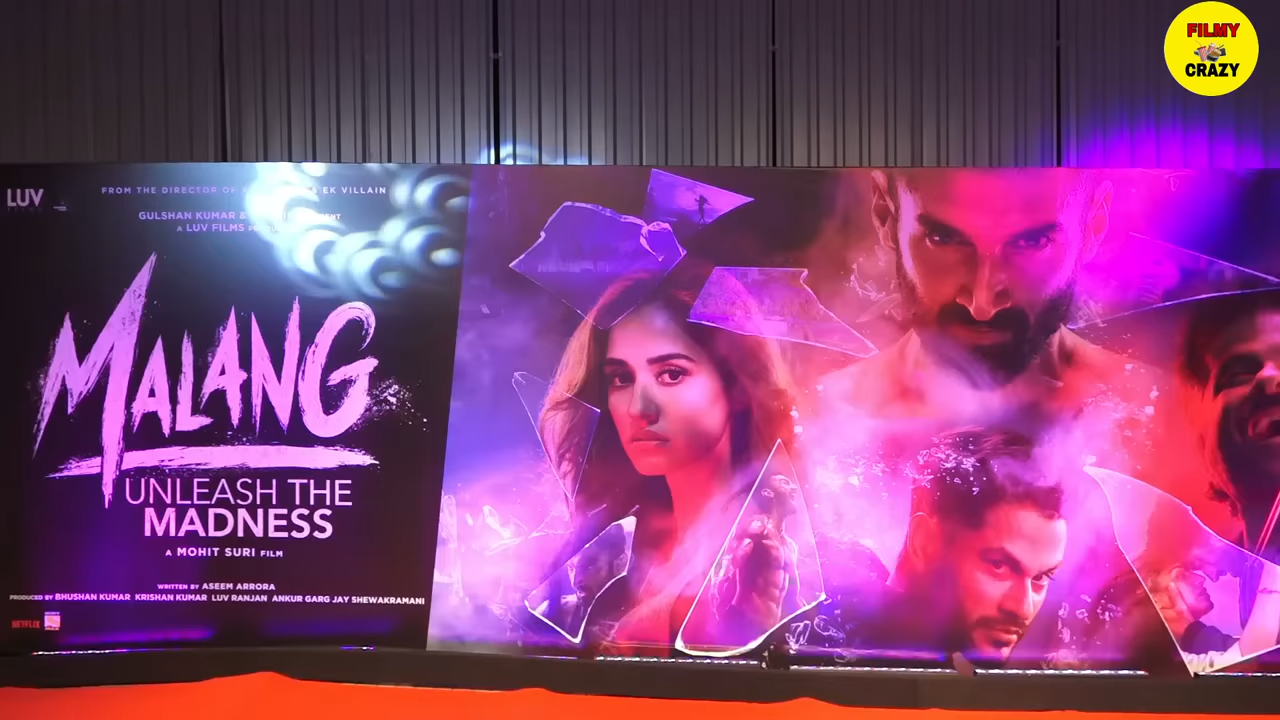 FILMY
CRAZY
LUV
FROM THE DIRECTOR OF
EK VILLAIN
GULSHAN KUMAR &
A LUV FILMS
MALANG
UNLEASH THE
MADNESS
A MOHIT SURI FILM
WRITTEN BY ASEEM ARRORA
PRODUCED BY BHUSHAN KUMAR KRISHAN KUMAR LUV RANJAN ANKUR GARG JAY SHEWAKRAMANI
NETFLIX